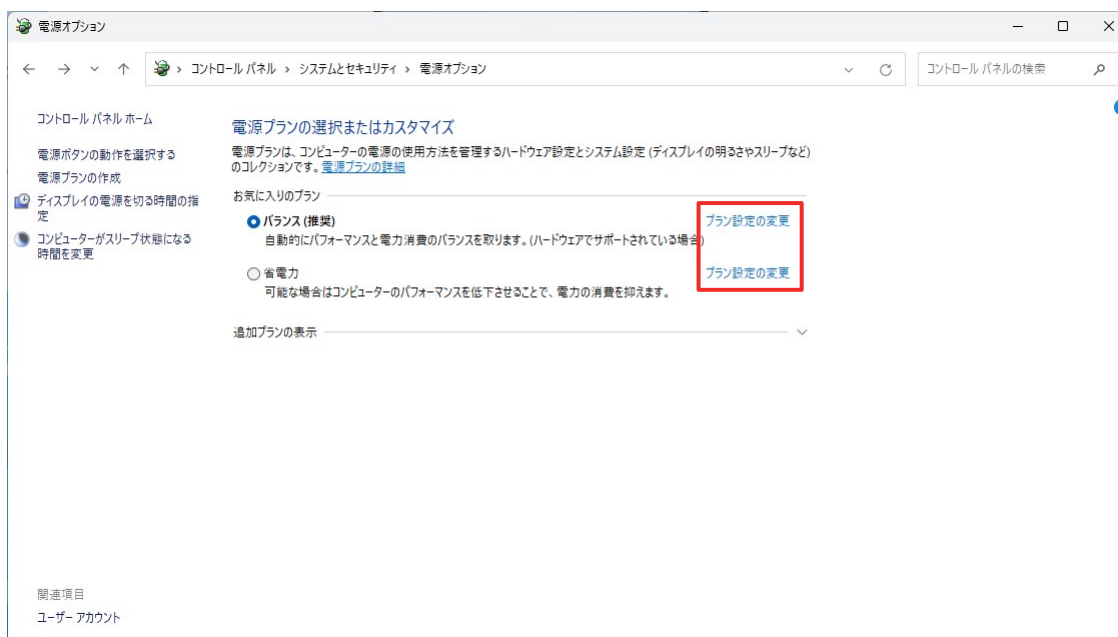 電源オプション
コントロール パネル › システムとセキュリティ › 電源オプション
コントロール パネルの検索
コントロール パネル ホーム
電源ボタンの動作を選択する
電源プランの作成
ディスプレイの電源を切る時間の指
定
コンピューターがスリープ状態になる
時間を変更
電源プランの選択またはカスタマイズ
電源プランは、コンピューターの電源の使用方法を管理するハードウェア設定とシステム設定 (ディスプレイの明るさやスリープなど)
のコレクションです。電源プランの詳細
お気に入りのプラン
バランス (推奨) プラン設定の変更
自動的にパフォーマンスと電力消費のバランスを取ります。(ハードウェアでサポートされている場合)
省電力 プラン設定の変更
可能な場合はコンピューターのパフォーマンスを低下させることで、電力の消費を抑えます。
追加プランの表示
関連項目
ユーザー アカウント